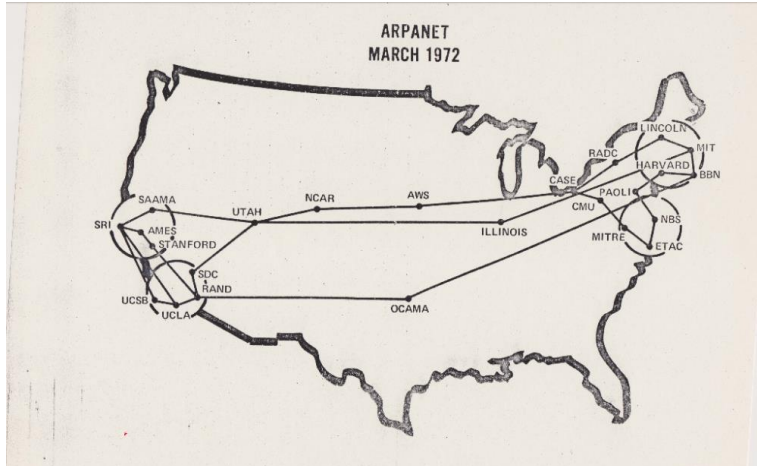 ARPANET
MARCH 1972
LINCOLN
MIT
RADC
HARVARD
BBN
CASE
PAOLI
CMU
NBS
MITRE
ETAC
SAAMA
NCAR
AWS
UTAH
SRI
AMES
STANFORD
ILLINOIS
SDC
RAND
UCSB
UCLA
OCAMA